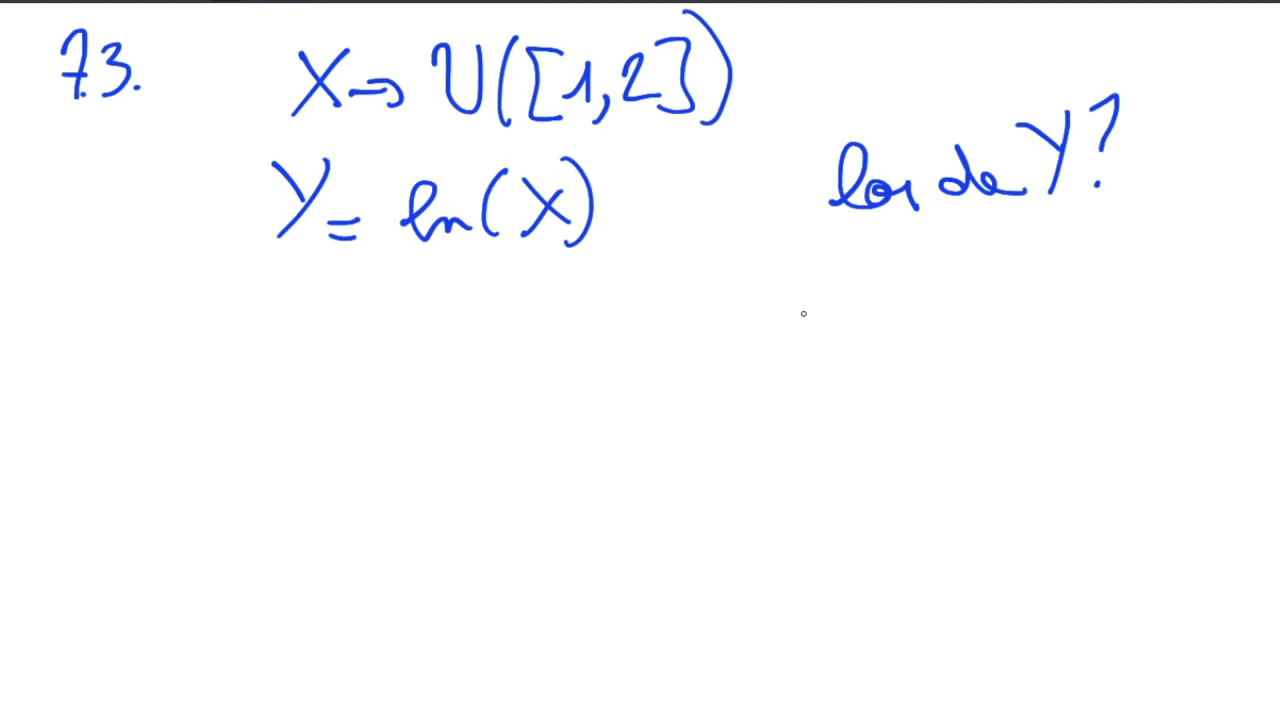 73. X → U([1,2])
Y = ln(X) loi de Y?